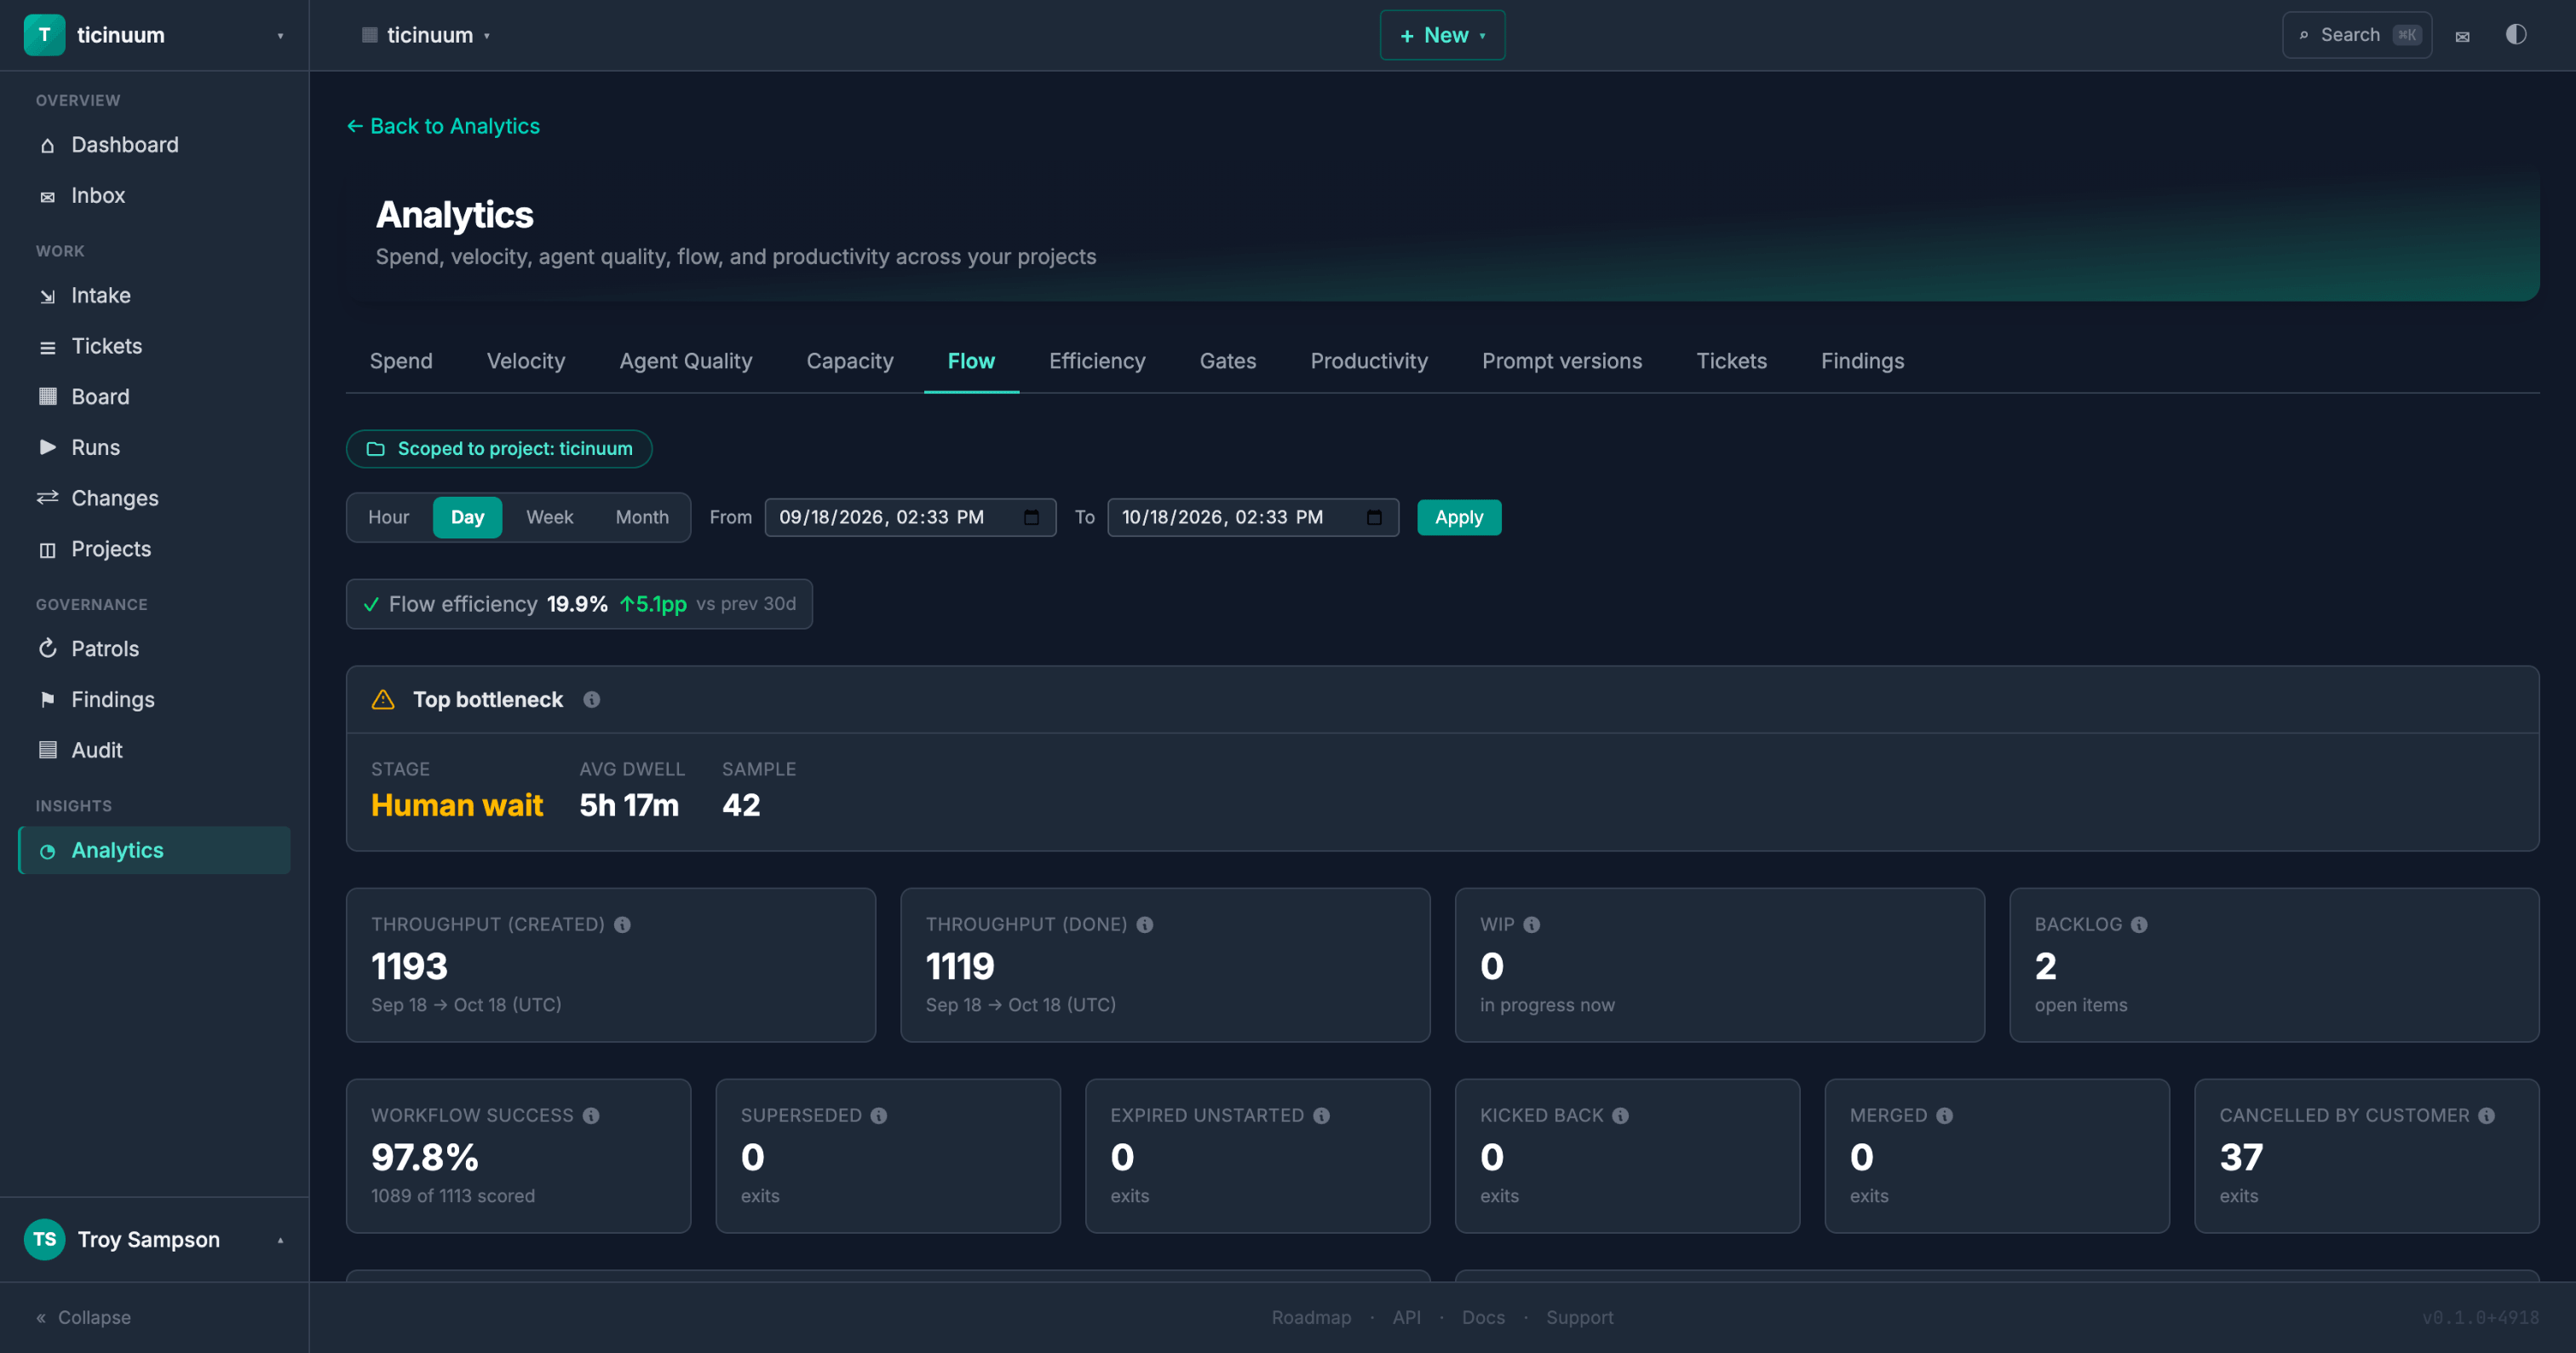 T ticinuum
ticinuum
+ New
Search ⌘K
OVERVIEW
Dashboard
Inbox
WORK
Intake
Tickets
Board
Runs
Changes
Projects
GOVERNANCE
Patrols
Findings
Audit
INSIGHTS
Analytics
TS Troy Sampson
« Collapse
← Back to Analytics
Analytics
Spend, velocity, agent quality, flow, and productivity across your projects
Spend Velocity Agent Quality Capacity Flow Efficiency Gates Productivity Prompt versions Tickets Findings
Scoped to project: ticinuum
Hour Day Week Month From 09/18/2026, 02:33 PM To 10/18/2026, 02:33 PM Apply
✓ Flow efficiency 19.9% ↑5.1pp vs prev 30d
Top bottleneck
STAGE AVG DWELL SAMPLE
Human wait 5h 17m 42
THROUGHPUT (CREATED) THROUGHPUT (DONE) WIP BACKLOG
1193 1119 0 2
Sep 18 → Oct 18 (UTC) Sep 18 → Oct 18 (UTC) in progress now open items
WORKFLOW SUCCESS SUPERSEDED EXPIRED UNSTARTED KICKED BACK MERGED CANCELLED BY CUSTOMER
97.8% 0 0 0 0 37
1089 of 1113 scored exits exits exits exits exits
Roadmap · API · Docs · Support
v0.1.0+4918